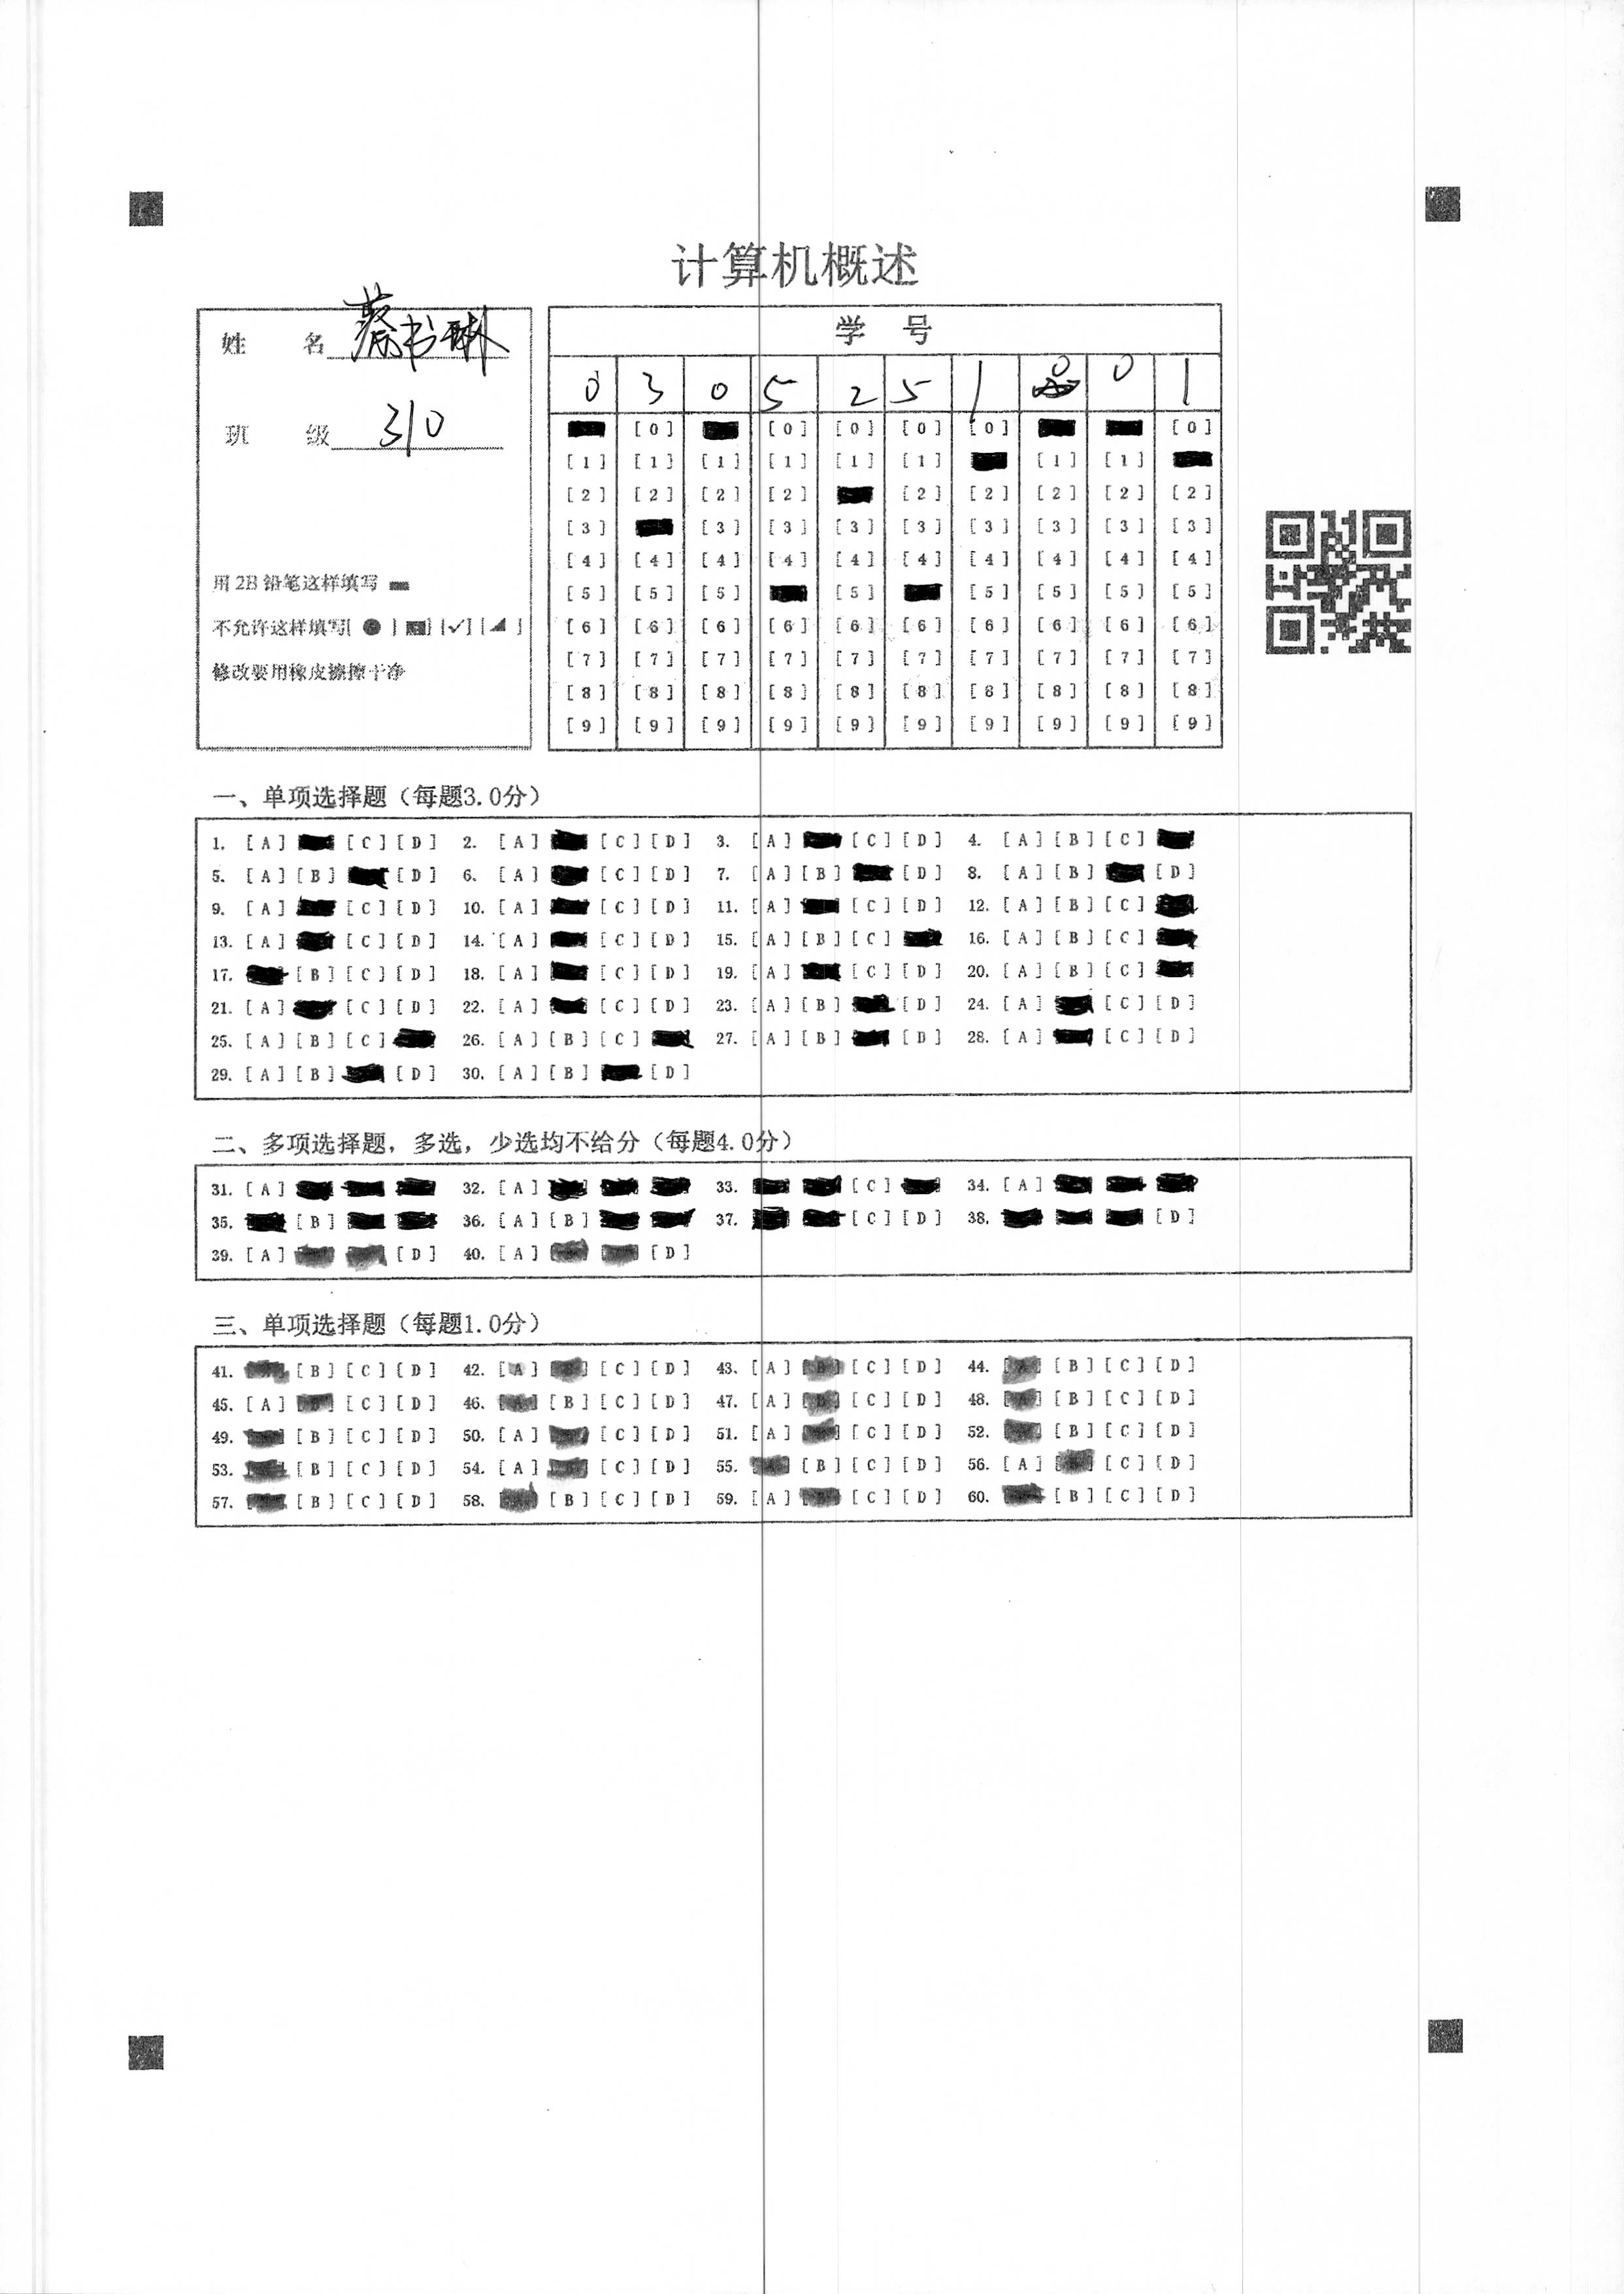 计算机概述
姓 名 蔡书琳
班 级 310
用2B铅笔这样填写
不允许这样填写[ ● ] [ ] [✓] [ ]
修改要用橡皮擦擦干净
学 号
0 3 0 5 2 5 1 0 0 1
[0] [0] [0] [0] [0] [0]
[1] [1] [1] [1] [1] [1] [1] [1]
[2] [2] [2] [2] [2] [2] [2] [2] [2]
[3] [3] [3] [3] [3] [3] [3] [3] [3]
[4] [4] [4] [4] [4] [4] [4] [4] [4] [4]
[5] [5] [5] [5] [5] [5] [5] [5]
[6] [6] [6] [6] [6] [6] [6] [6] [6] [6]
[7] [7] [7] [7] [7] [7] [7] [7] [7] [7]
[8] [8] [8] [8] [8] [8] [8] [8] [8] [8]
[9] [9] [9] [9] [9] [9] [9] [9] [9] [9]
一、单项选择题（每题3.0分）
1. [A] [C] [D] 2. [A] [C] [D] 3. [A] [C] [D] 4. [A] [B] [C]
5. [A] [B] [D] 6. [A] [C] [D] 7. [A] [B] [D] 8. [A] [B] [D]
9. [A] [C] [D] 10. [A] [C] [D] 11. [A] [C] [D] 12. [A] [B] [C]
13. [A] [C] [D] 14. [A] [C] [D] 15. [A] [B] [C] 16. [A] [B] [C]
17. [B] [C] [D] 18. [A] [C] [D] 19. [A] [C] [D] 20. [A] [B] [C]
21. [A] [C] [D] 22. [A] [C] [D] 23. [A] [B] [D] 24. [A] [C] [D]
25. [A] [B] [C] 26. [A] [B] [C] 27. [A] [B] [D] 28. [A] [C] [D]
29. [A] [B] [D] 30. [A] [B] [D]
二、多项选择题，多选，少选均不给分（每题4.0分）
31. [A] 32. [A] 33. [C] 34. [A]
35. [B] 36. [A] [B] 37. [C] [D] 38. [D]
39. [A] [D] 40. [A] [D]
三、单项选择题（每题1.0分）
41. [B] [C] [D] 42. [A] [C] [D] 43. [A] [B] [C] [D] 44. [A] [B] [C] [D]
45. [A] [C] [D] 46. [A] [B] [C] [D] 47. [A] [B] [C] [D] 48. [A] [B] [C] [D]
49. [B] [C] [D] 50. [A] [C] [D] 51. [A] [C] [D] 52. [B] [C] [D]
53. [B] [C] [D] 54. [A] [C] [D] 55. [B] [C] [D] 56. [A] [C] [D]
57. [B] [C] [D] 58. [B] [C] [D] 59. [A] [C] [D] 60. [B] [C] [D]